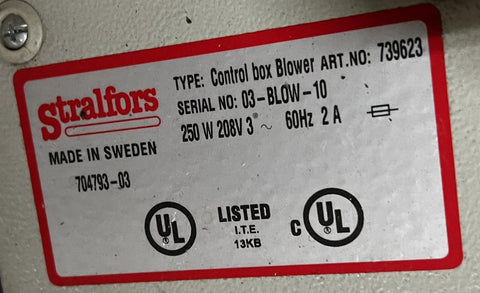 Stralfors
TYPE: Control box Blower ART.NO: 739623
SERIAL NO: 03-BLOW-10
250 W 208V 3~ 60Hz 2 A
MADE IN SWEDEN
704793-03
UL
LISTED
I.T.E.
13KB
C UL